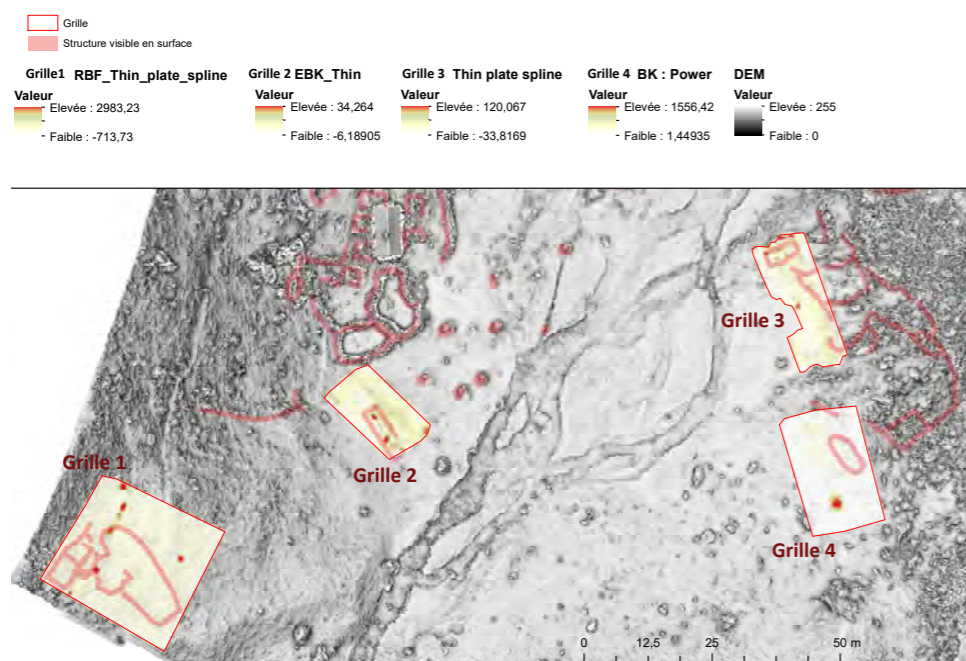 Grille
Structure visible en surface
Grille1 RBF_Thin_plate_spline
Valeur
Elevée : 2983,23
Faible : -713,73
Grille 2 EBK_Thin
Valeur
Elevée : 34,264
Faible : -6,18905
Grille 3 Thin plate spline
Valeur
Elevée : 120,067
Faible : -33,8169
Grille 4 BK : Power
Valeur
Elevée : 1556,42
Faible : 1,44935
DEM
Valeur
Elevée : 255
Faible : 0
Grille 3
Grille 1
Grille 2
Grille 4
0 12,5 25 50 m